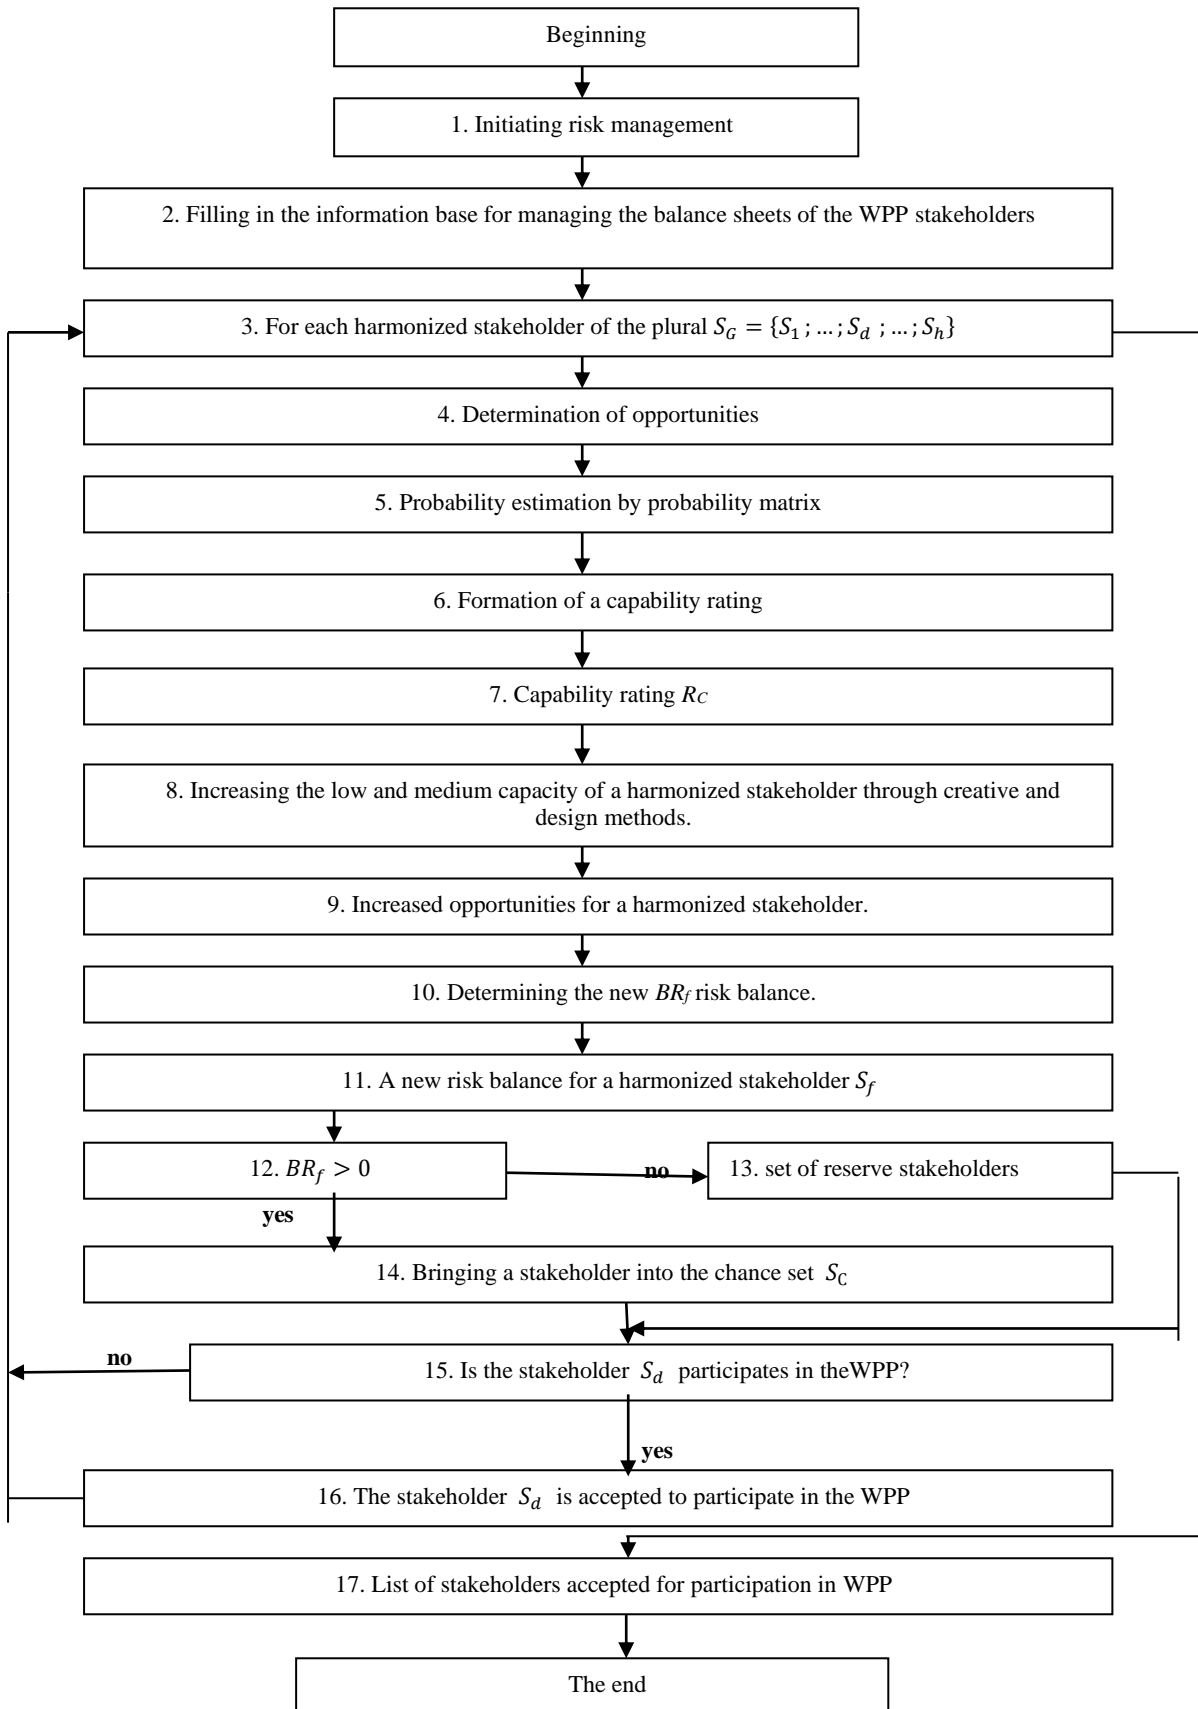 Beginning
1. Initiating risk management
2. Filling in the information base for managing the balance sheets of the WPP stakeholders
3. For each harmonized stakeholder of the plural S_G = {S_1 ; … ; S_d ; … ; S_h}
4. Determination of opportunities
5. Probability estimation by probability matrix
6. Formation of a capability rating
7. Capability rating R_C
8. Increasing the low and medium capacity of a harmonized stakeholder through creative and
design methods.
9. Increased opportunities for a harmonized stakeholder.
10. Determining the new BR_f risk balance.
11. A new risk balance for a harmonized stakeholder S_f
12. BR_f > 0
no
13. set of reserve stakeholders
yes
14. Bringing a stakeholder into the chance set S_C
no
15. Is the stakeholder S_d participates in theWPP?
yes
16. The stakeholder S_d is accepted to participate in the WPP
17. List of stakeholders accepted for participation in WPP
The end